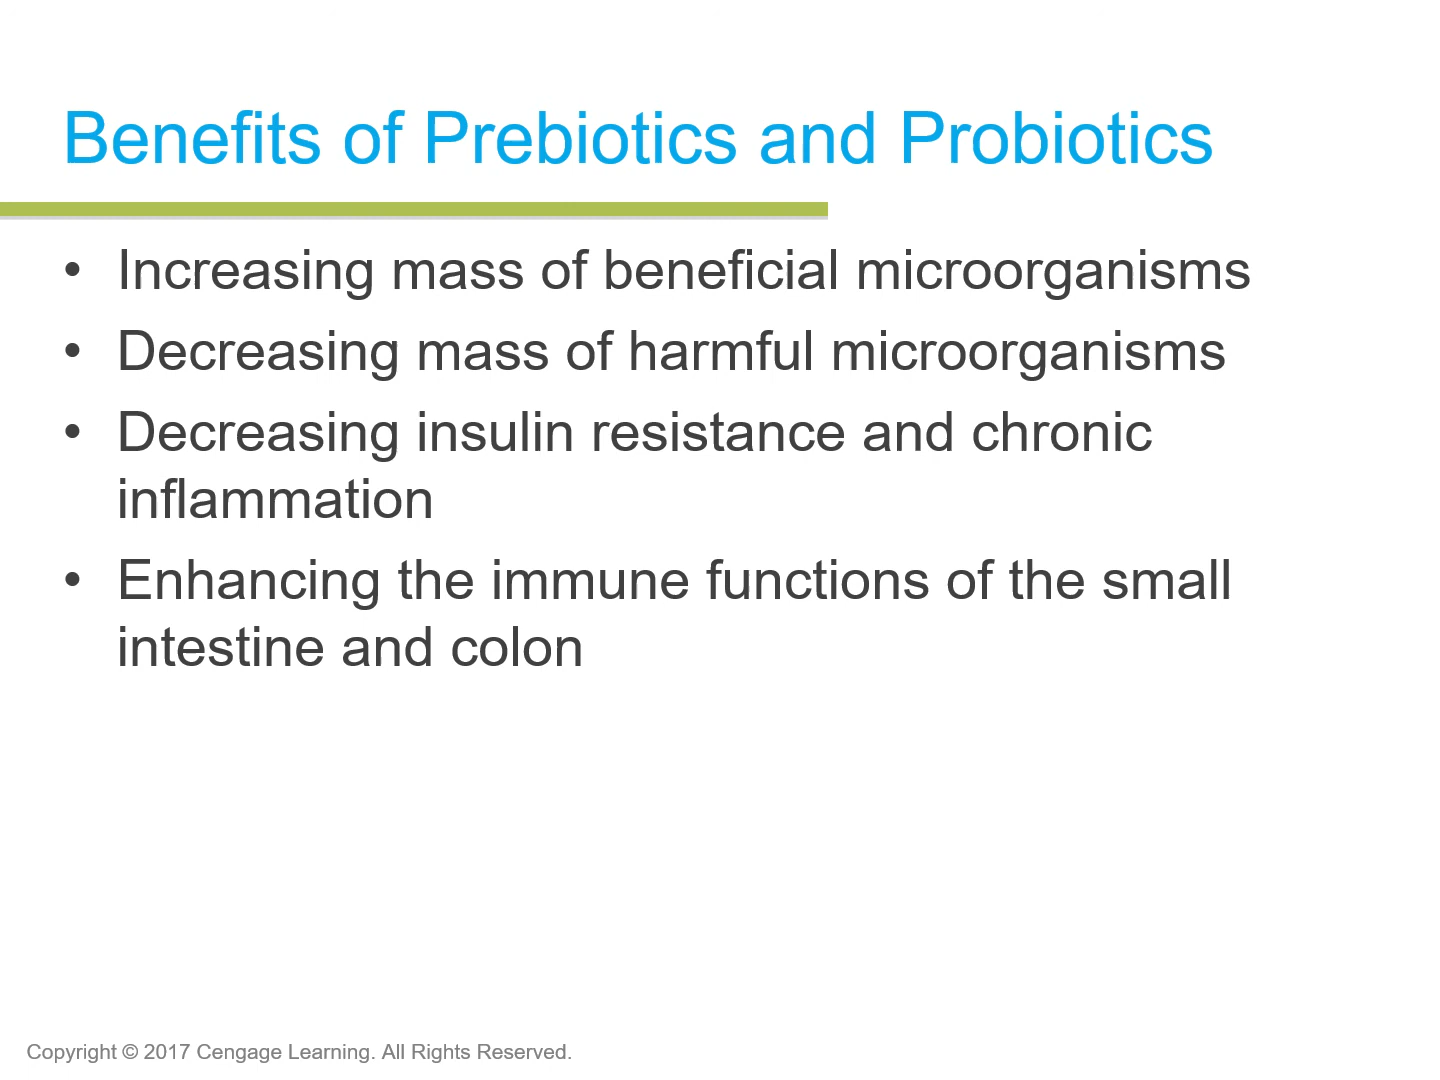 Benefits of Prebiotics and Probiotics
• Increasing mass of beneficial microorganisms
• Decreasing mass of harmful microorganisms
• Decreasing insulin resistance and chronic
inflammation
• Enhancing the immune functions of the small
intestine and colon
Copyright © 2017 Cengage Learning. All Rights Reserved.